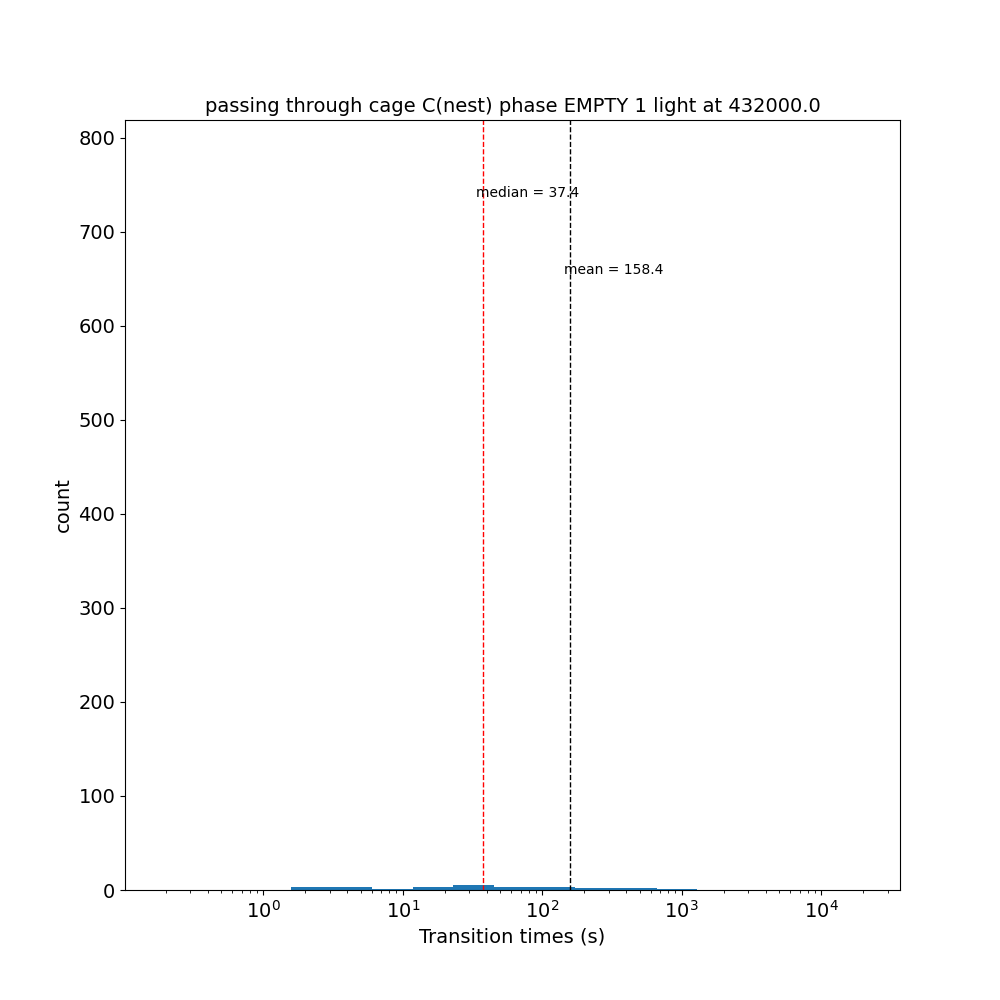 passing through cage C(nest) phase EMPTY 1 light at 432000.0
800
median = 37.4
700
mean = 158.4
600
500
count
400
300
200
100
0
10⁰ 10¹ 10² 10³ 10⁴
Transition times (s)